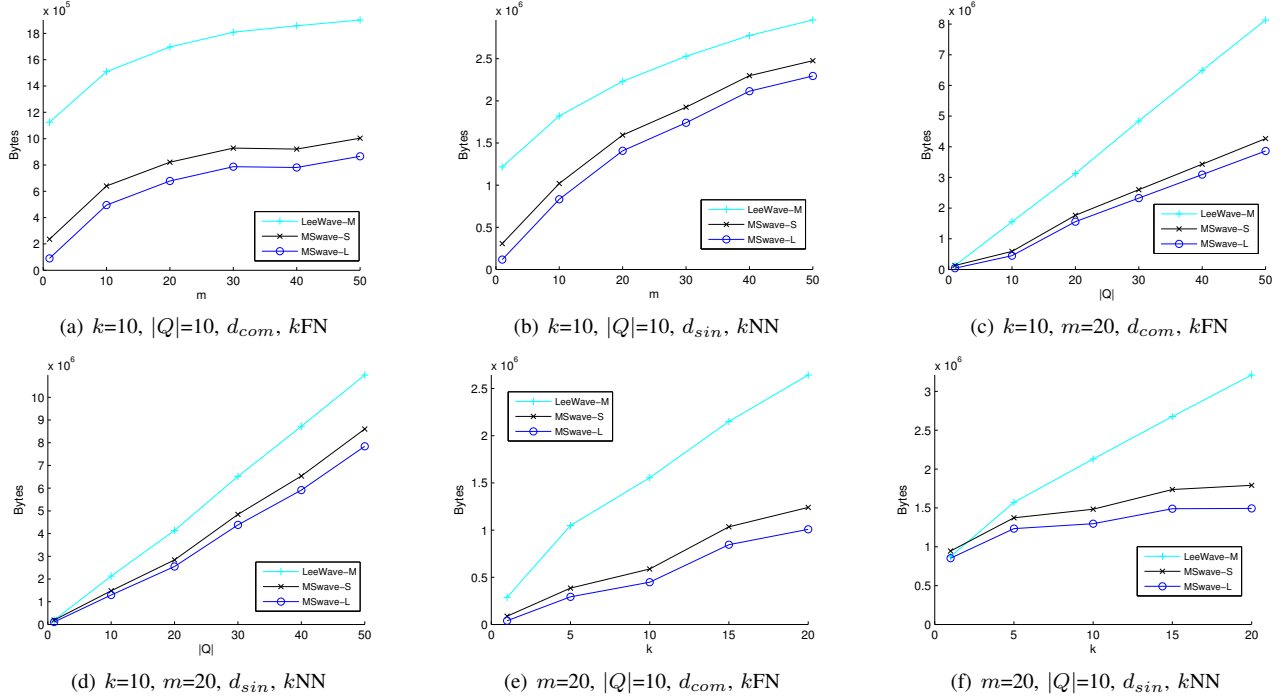 x 10^5
18
16
14
12
10
8
6
4
2
0
Bytes
0 10 20 30 40 50
m
LeeWave-M
MSwave-S
MSwave-L
(a) k=10, |Q|=10, d_com, kFN
x 10^6
2.5
2
1.5
1
0.5
0
Bytes
0 10 20 30 40 50
m
LeeWave-M
MSwave-S
MSwave-L
(b) k=10, |Q|=10, d_sin, kNN
x 10^6
8
7
6
5
4
3
2
1
0
Bytes
0 10 20 30 40 50
|Q|
LeeWave-M
MSwave-S
MSwave-L
(c) k=10, m=20, d_com, kFN
x 10^6
10
9
8
7
6
5
4
3
2
1
0
Bytes
0 10 20 30 40 50
|Q|
LeeWave-M
MSwave-S
MSwave-L
(d) k=10, m=20, d_sin, kNN
x 10^6
2.5
2
1.5
1
0.5
0
Bytes
0 5 10 15 20
k
LeeWave-M
MSwave-S
MSwave-L
(e) m=20, |Q|=10, d_com, kFN
x 10^6
3
2.5
2
1.5
1
0.5
0
Bytes
0 5 10 15 20
k
LeeWave-M
MSwave-S
MSwave-L
(f) m=20, |Q|=10, d_sin, kNN